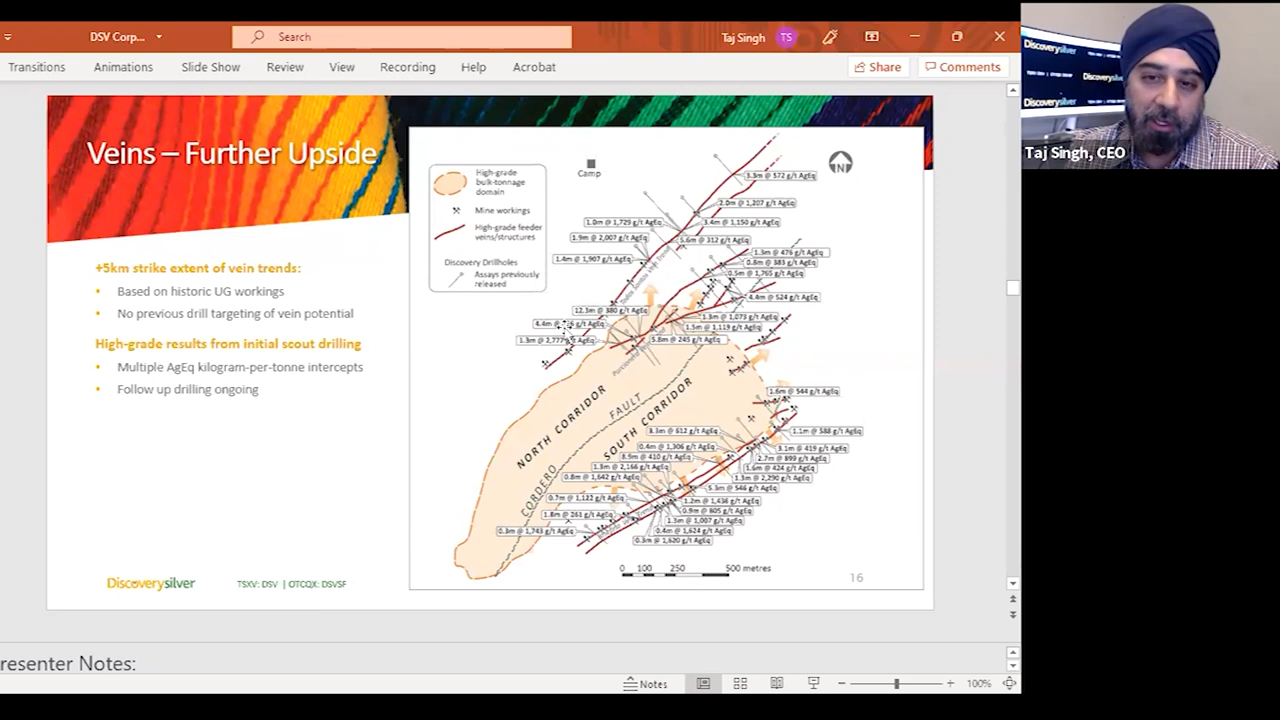 DSV Corp...
Search
Taj Singh
TS
Transitions
Animations
Slide Show
Review
View
Recording
Help
Acrobat
Share
Comments
Discoverysilver
Discoverysilver
Taj Singh, CEO
Veins – Further Upside
+5km strike extent of vein trends:
• Based on historic UG workings
• No previous drill targeting of vein potential
High-grade results from initial scout drilling
• Multiple AgEq kilogram-per-tonne intercepts
• Follow up drilling ongoing
High-grade
bulk-tonnage
domain
Mine workings
High-grade feeder
veins/structures
Discovery Drillholes
Assays previously
released
Camp
N
3.3m @ 572 g/t AgEq
2.0m @ 1,207 g/t AgEq
1.0m @ 1,729 g/t AgEq
3.4m @ 1,150 g/t AgEq
1.9m @ 2,007 g/t AgEq
5.6m @ 312 g/t AgEq
1.4m @ 1,907 g/t AgEq
1.3m @ 476 g/t AgEq
0.8m @ 383 g/t AgEq
0.5m @ 1,765 g/t AgEq
4.4m @ 524 g/t AgEq
12.3m @ 380 g/t AgEq
1.3m @ 1,073 g/t AgEq
4.4m @ g/t AgEq
1.5m @ 1,119 g/t AgEq
1.3m @ 2,777 g/t AgEq
5.8m @ 245 g/t AgEq
NORTH CORRIDOR
CORDERO FAULT
SOUTH CORRIDOR
1.6m @ 544 g/t AgEq
3.3m @ 612 g/t AgEq
1.1m @ 588 g/t AgEq
0.4m @ 1,306 g/t AgEq
3.1m @ 419 g/t AgEq
8.9m @ 410 g/t AgEq
2.7m @ 899 g/t AgEq
1.3m @ 2,166 g/t AgEq
1.6m @ 424 g/t AgEq
0.8m @ 1,642 g/t AgEq
1.3m @ 2,290 g/t AgEq
5.3m @ 546 g/t AgEq
0.7m @ 1,122 g/t AgEq
1.2m @ 1,436 g/t AgEq
1.8m @ 261 g/t AgEq
0.9m @ 805 g/t AgEq
1.3m @ 1,007 g/t AgEq
0.3m @ 1,743 g/t AgEq
0.4m @ 1,624 g/t AgEq
0.3m @ 1,620 g/t AgEq
0 100 250 500 metres
Discoverysilver
TSXV: DSV | OTCQX: DSVSF
16
resenter Notes:
Notes
100%